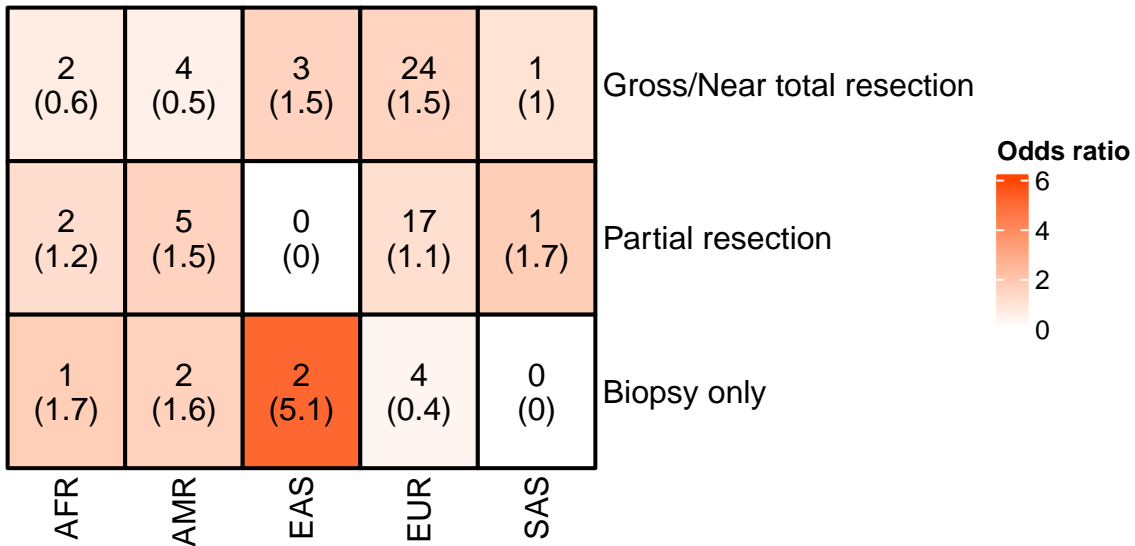 2 4 3 24 1
(0.6) (0.5) (1.5) (1.5) (1)
Gross/Near total resection
2 5 0 17 1
(1.2) (1.5) (0) (1.1) (1.7)
Partial resection
1 2 2 4 0
(1.7) (1.6) (5.1) (0.4) (0)
Biopsy only
AFR AMR EAS EUR SAS
Odds ratio
6
4
2
0